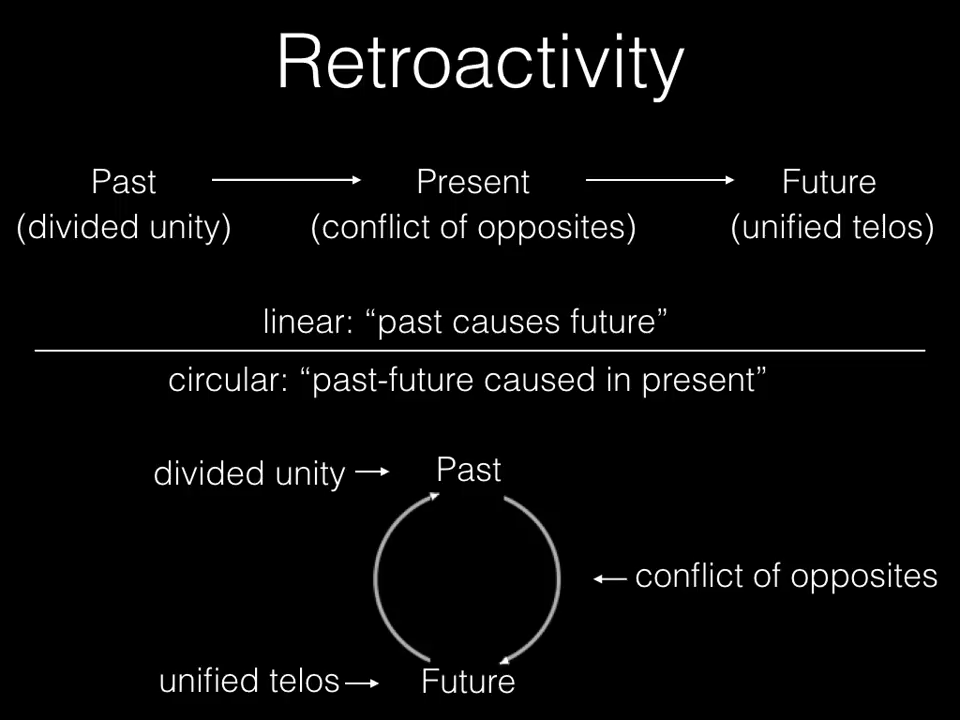 Retroactivity
Past Present Future
(divided unity) (conflict of opposites) (unified telos)
linear: “past causes future”
circular: “past-future caused in present”
divided unity Past
conflict of opposites
unified telos Future